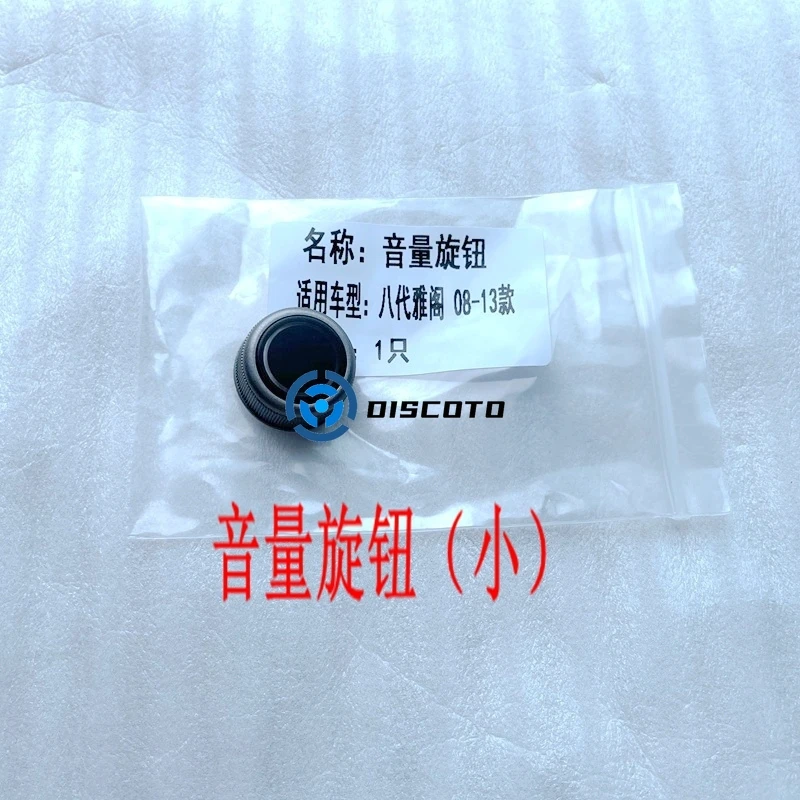 名称：音量旋钮
适用车型：八代雅阁 08-13款
：1只
DISCOTO
音量旋钮（小）